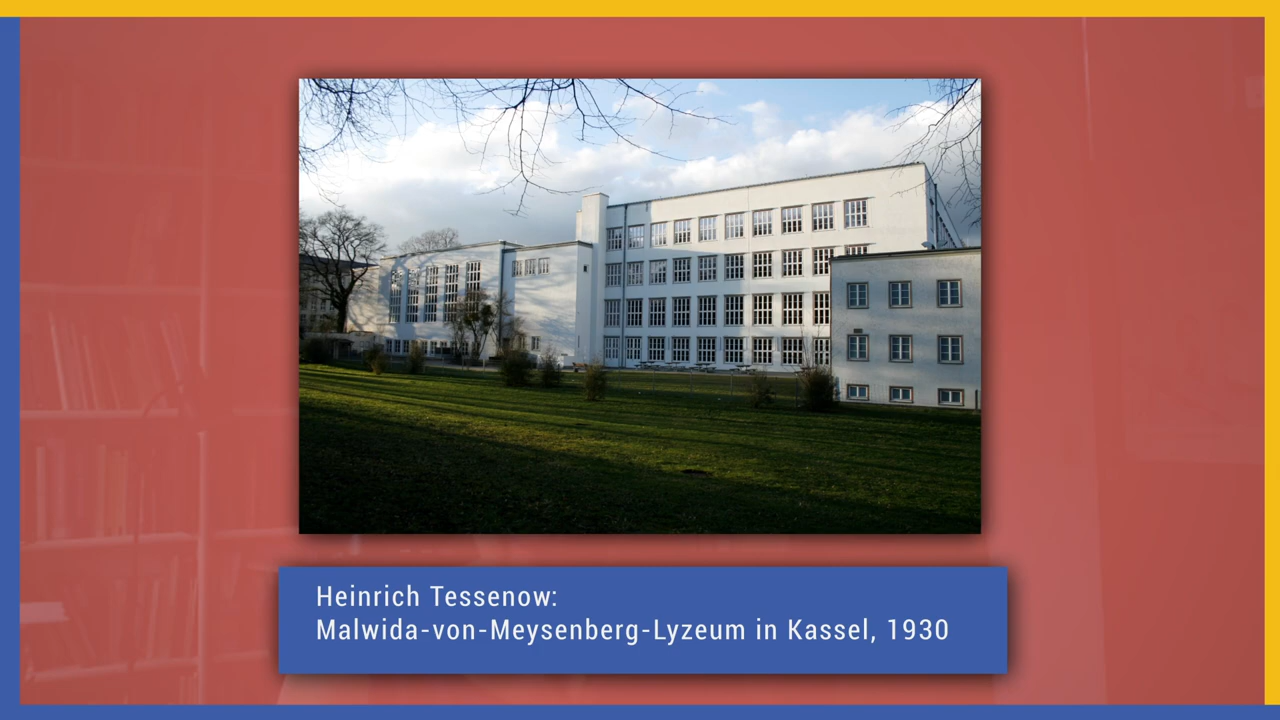 Heinrich Tessenow:
Malwida-von-Meysenberg-Lyzeum in Kassel, 1930